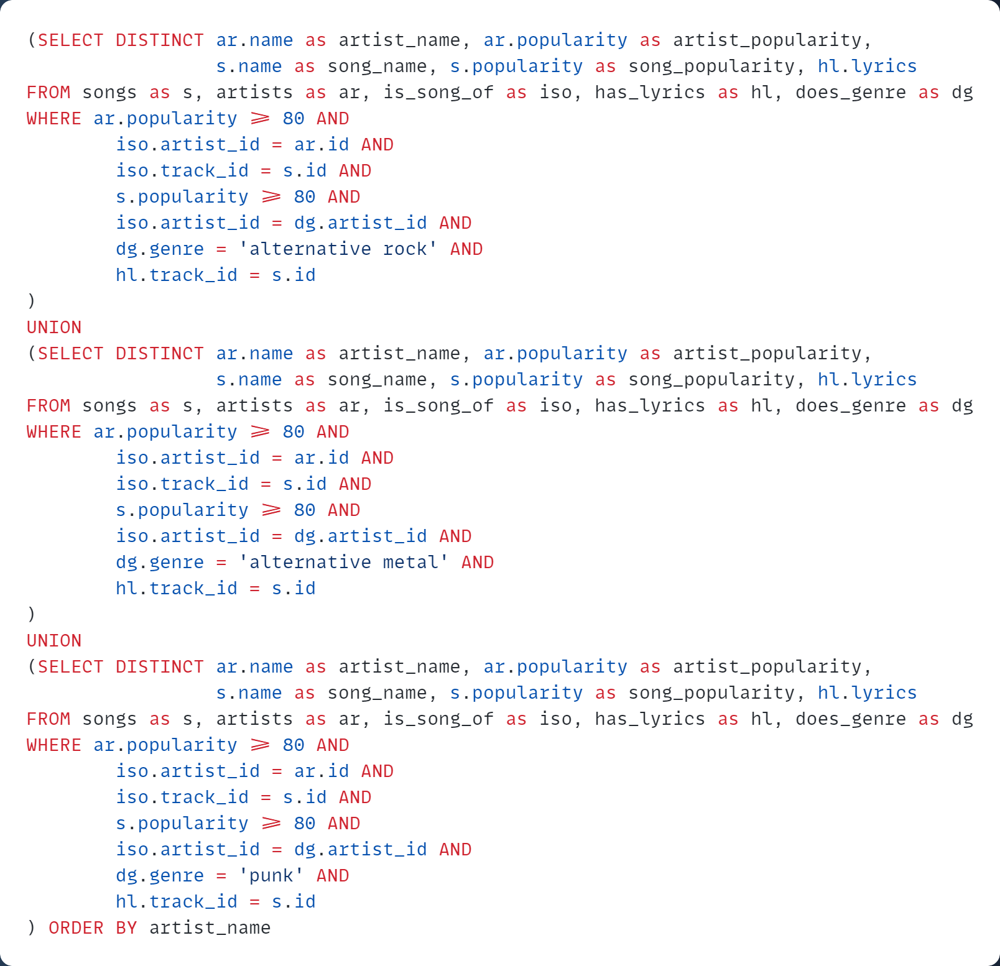 (SELECT DISTINCT ar.name as artist_name, ar.popularity as artist_popularity,
                 s.name as song_name, s.popularity as song_popularity, hl.lyrics
FROM songs as s, artists as ar, is_song_of as iso, has_lyrics as hl, does_genre as dg
WHERE ar.popularity >= 80 AND
        iso.artist_id = ar.id AND
        iso.track_id = s.id AND
        s.popularity >= 80 AND
        iso.artist_id = dg.artist_id AND
        dg.genre = 'alternative rock' AND
        hl.track_id = s.id
)
UNION
(SELECT DISTINCT ar.name as artist_name, ar.popularity as artist_popularity,
                 s.name as song_name, s.popularity as song_popularity, hl.lyrics
FROM songs as s, artists as ar, is_song_of as iso, has_lyrics as hl, does_genre as dg
WHERE ar.popularity >= 80 AND
        iso.artist_id = ar.id AND
        iso.track_id = s.id AND
        s.popularity >= 80 AND
        iso.artist_id = dg.artist_id AND
        dg.genre = 'alternative metal' AND
        hl.track_id = s.id
)
UNION
(SELECT DISTINCT ar.name as artist_name, ar.popularity as artist_popularity,
                 s.name as song_name, s.popularity as song_popularity, hl.lyrics
FROM songs as s, artists as ar, is_song_of as iso, has_lyrics as hl, does_genre as dg
WHERE ar.popularity >= 80 AND
        iso.artist_id = ar.id AND
        iso.track_id = s.id AND
        s.popularity >= 80 AND
        iso.artist_id = dg.artist_id AND
        dg.genre = 'punk' AND
        hl.track_id = s.id
) ORDER BY artist_name